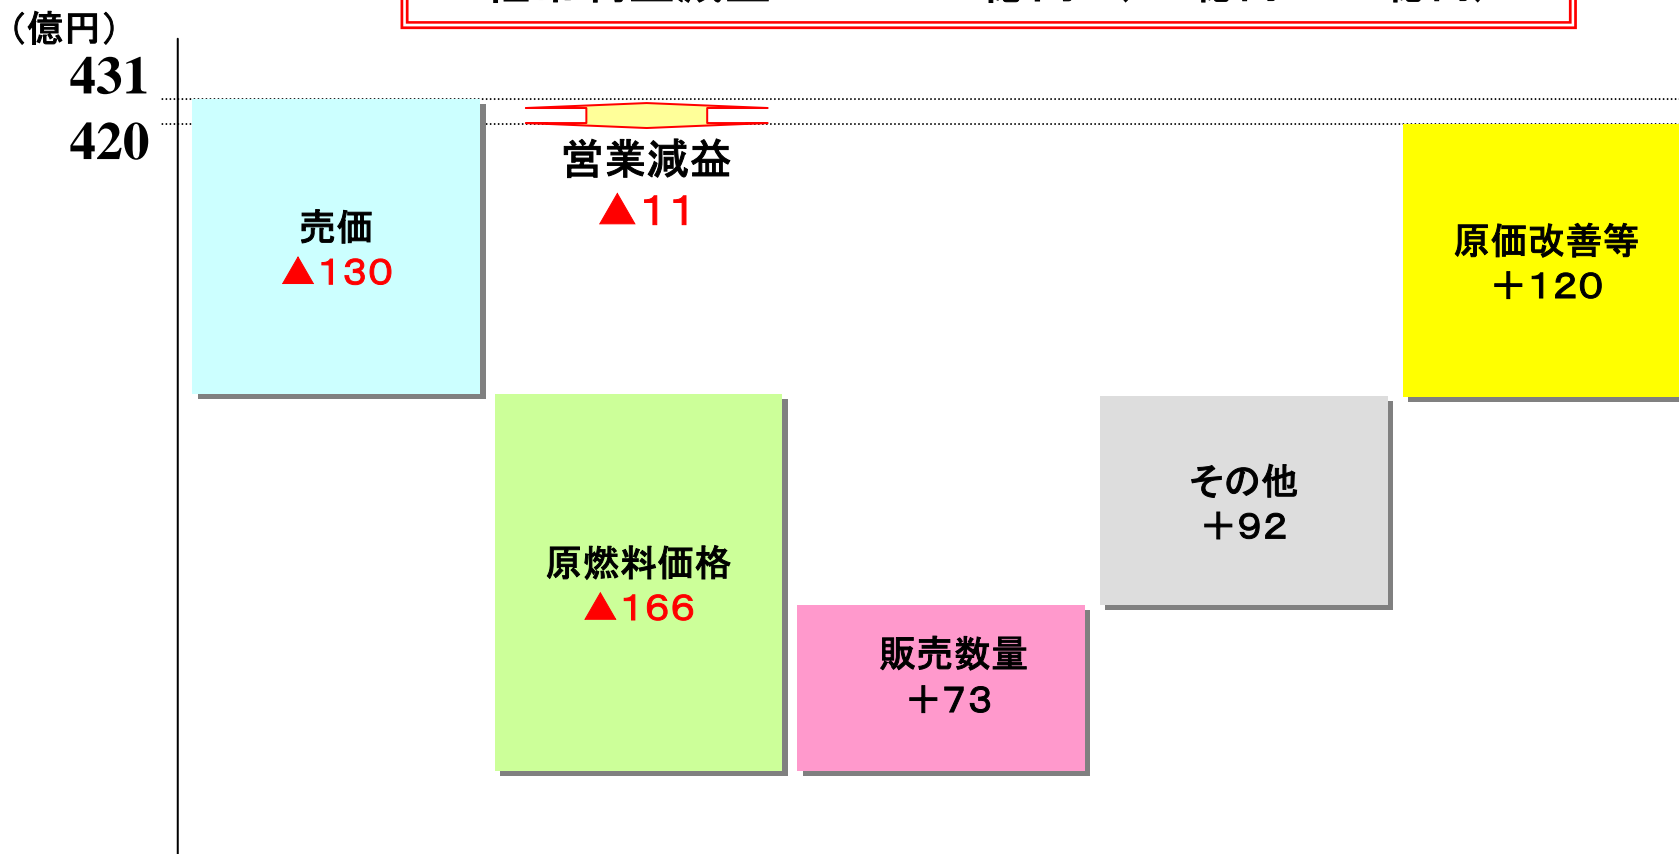 （億円）
431
420
営業減益
▲11
売価
▲130
原価改善等
＋120
その他
＋92
原燃料価格
▲166
販売数量
＋73